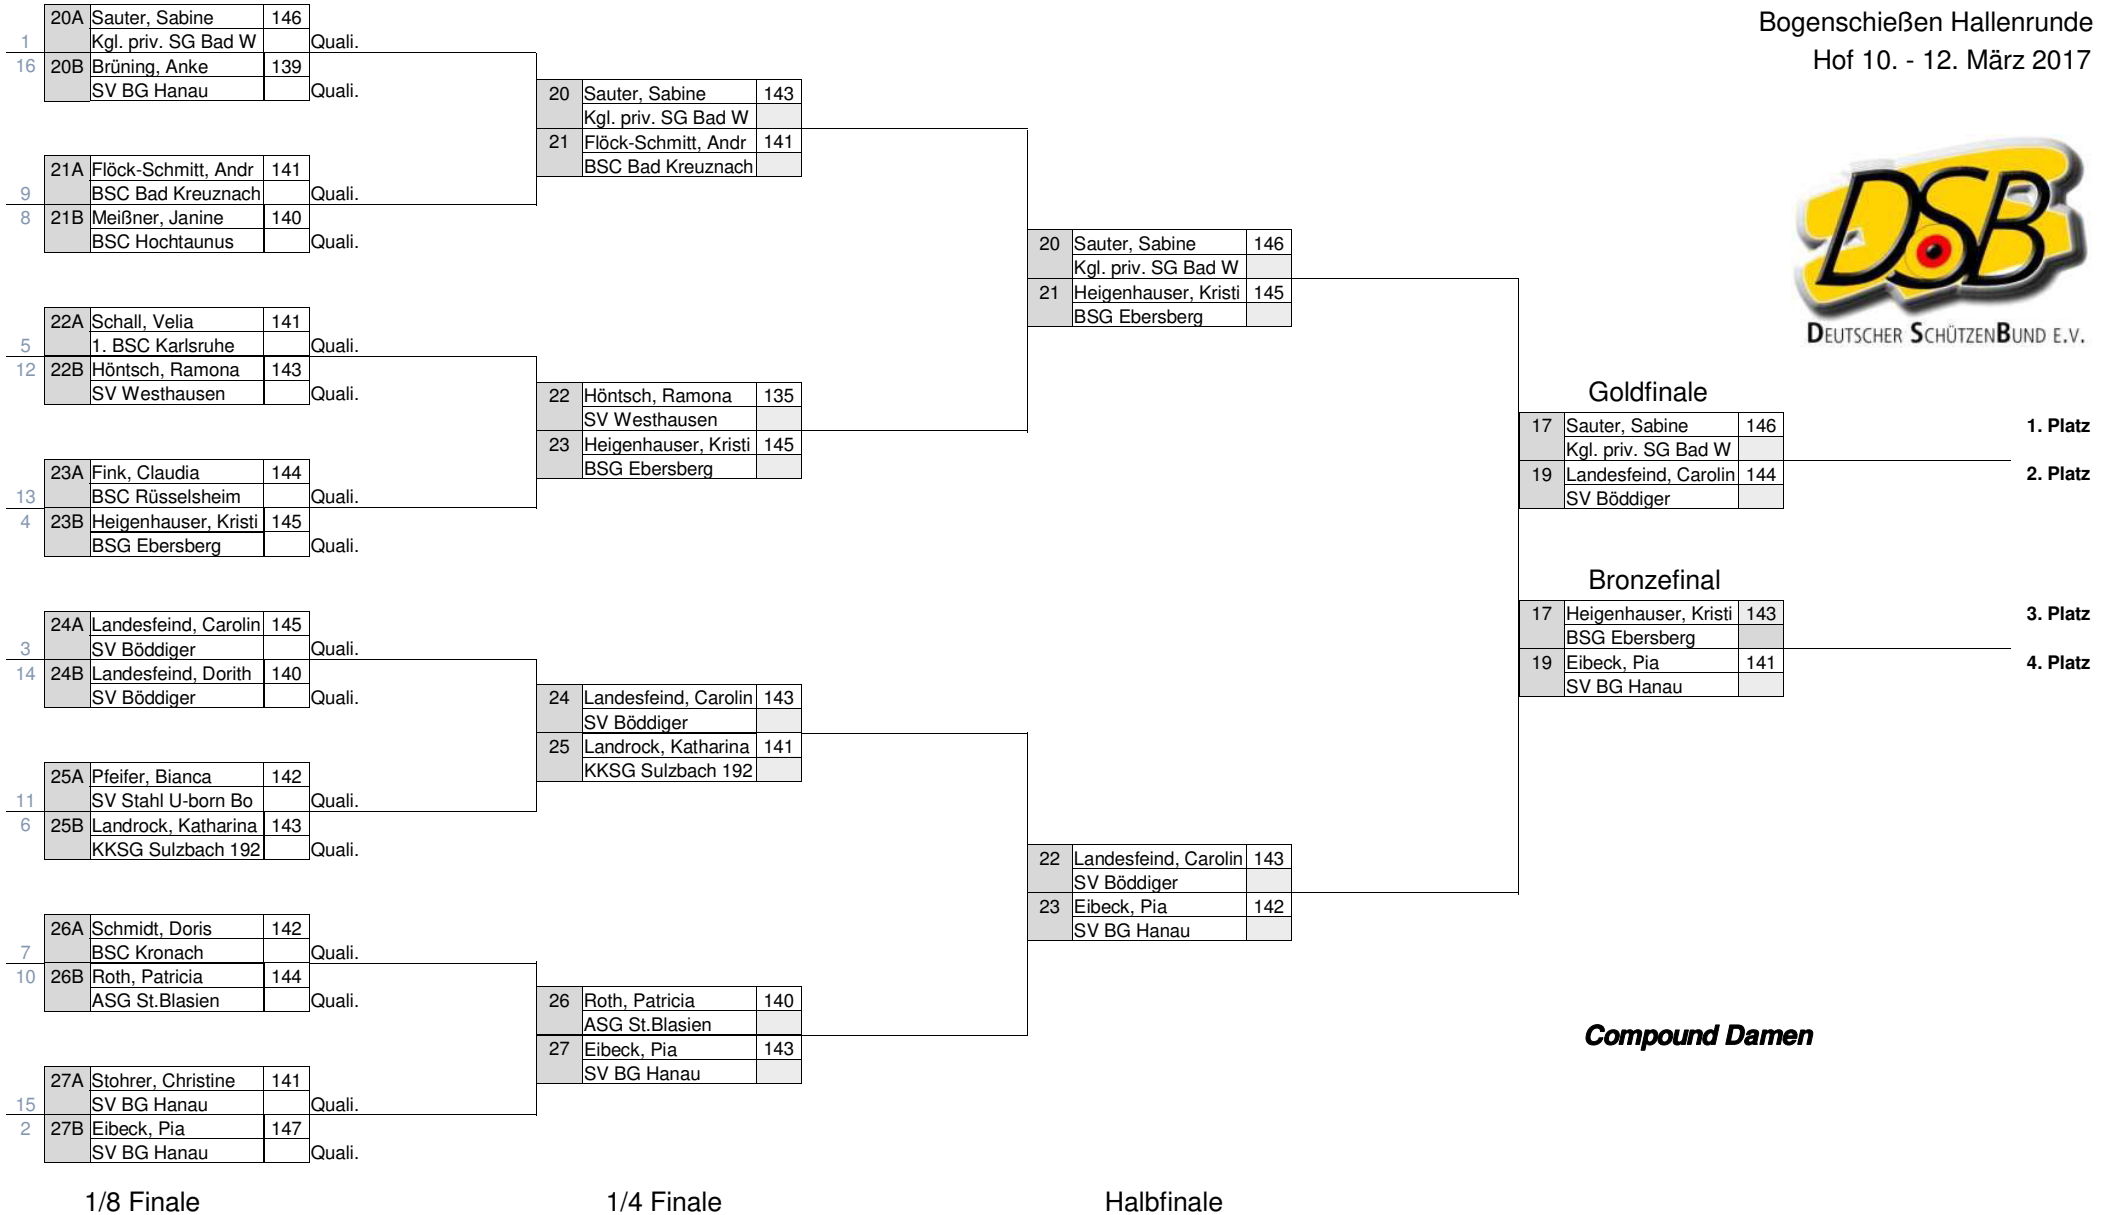 Bogenschießen Hallenrunde
Hof 10. - 12. März 2017
DSB
DEUTSCHER SCHÜTZENBUND E.V.
20A Sauter, Sabine 146
1 Kgl. priv. SG Bad W Quali.
16 20B Brüning, Anke 139
SV BG Hanau Quali.
21A Flöck-Schmitt, Andr 141
9 BSC Bad Kreuznach Quali.
8 21B Meißner, Janine 140
BSC Hochtaunus Quali.
22A Schall, Velia 141
5 1. BSC Karlsruhe Quali.
12 22B Höntsch, Ramona 143
SV Westhausen Quali.
23A Fink, Claudia 144
13 BSC Rüsselsheim Quali.
4 23B Heigenhauser, Kristi 145
BSG Ebersberg Quali.
24A Landesfeind, Carolin 145
3 SV Böddiger Quali.
14 24B Landesfeind, Dorith 140
SV Böddiger Quali.
25A Pfeifer, Bianca 142
11 SV Stahl U-born Bo Quali.
6 25B Landrock, Katharina 143
KKSG Sulzbach 192 Quali.
26A Schmidt, Doris 142
7 BSC Kronach Quali.
10 26B Roth, Patricia 144
ASG St.Blasien Quali.
27A Stohrer, Christine 141
15 SV BG Hanau Quali.
2 27B Eibeck, Pia 147
SV BG Hanau Quali.
1/8 Finale
20 Sauter, Sabine 143
Kgl. priv. SG Bad W
21 Flöck-Schmitt, Andr 141
BSC Bad Kreuznach
22 Höntsch, Ramona 135
SV Westhausen
23 Heigenhauser, Kristi 145
BSG Ebersberg
24 Landesfeind, Carolin 143
SV Böddiger
25 Landrock, Katharina 141
KKSG Sulzbach 192
26 Roth, Patricia 140
ASG St.Blasien
27 Eibeck, Pia 143
SV BG Hanau
1/4 Finale
20 Sauter, Sabine 146
Kgl. priv. SG Bad W
21 Heigenhauser, Kristi 145
BSG Ebersberg
22 Landesfeind, Carolin 143
SV Böddiger
23 Eibeck, Pia 142
SV BG Hanau
Halbfinale
Goldfinale
17 Sauter, Sabine 146 1. Platz
Kgl. priv. SG Bad W
19 Landesfeind, Carolin 144 2. Platz
SV Böddiger
Bronzefinal
17 Heigenhauser, Kristi 143 3. Platz
BSG Ebersberg
19 Eibeck, Pia 141 4. Platz
SV BG Hanau
Compound Damen